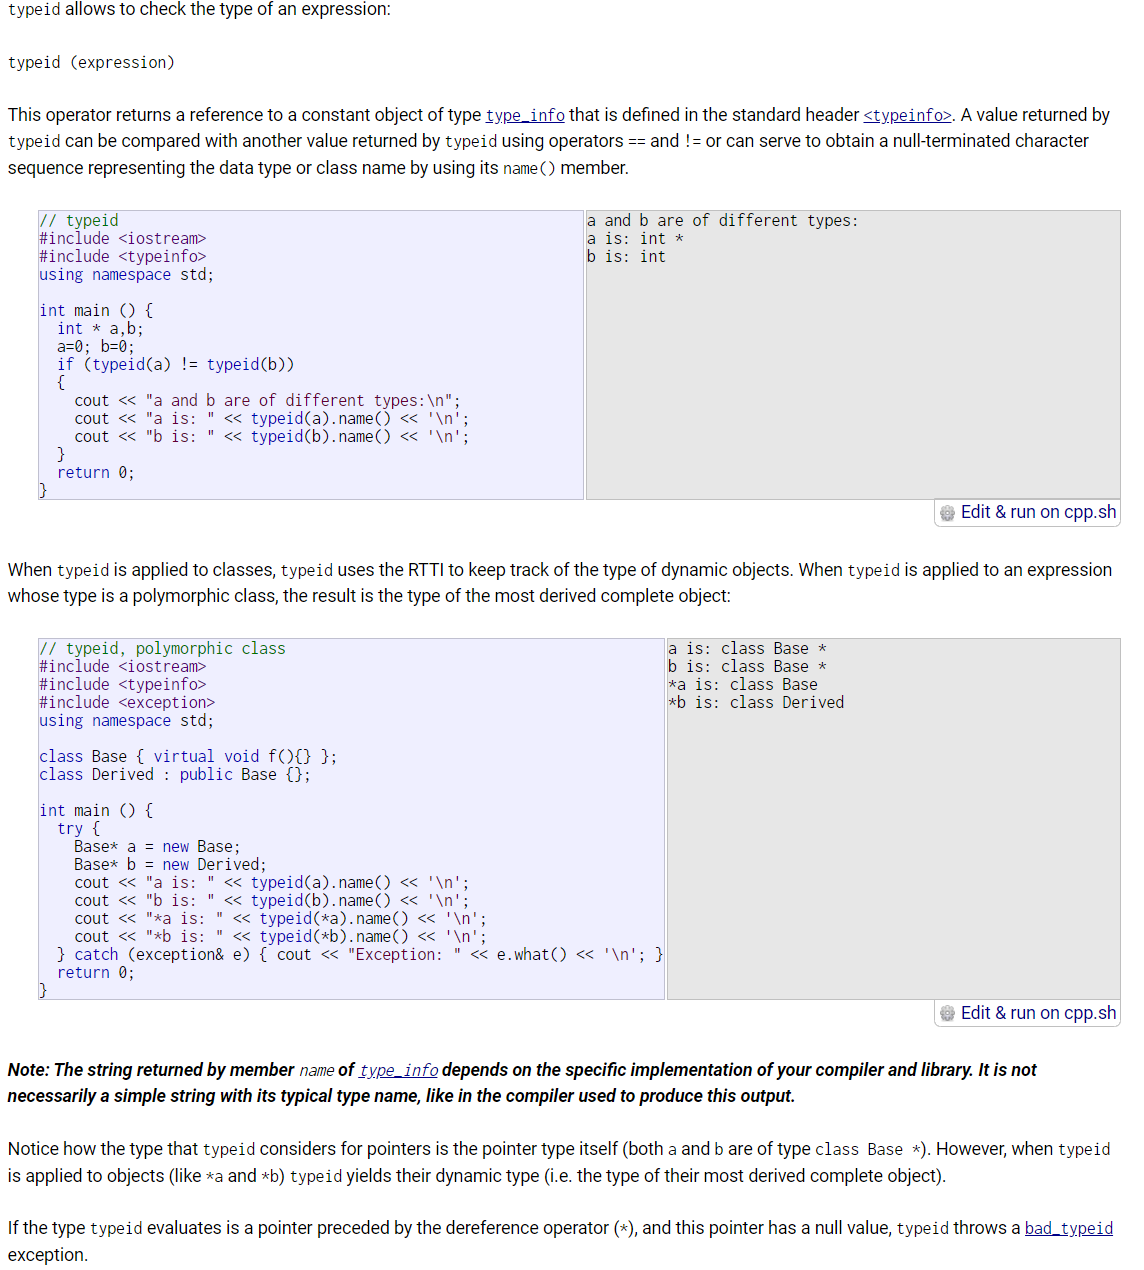 typeid allows to check the type of an expression:
typeid (expression)
This operator returns a reference to a constant object of type type_info that is defined in the standard header <typeinfo>. A value returned by
typeid can be compared with another value returned by typeid using operators == and != or can serve to obtain a null-terminated character
sequence representing the data type or class name by using its name() member.
// typeid
#include <iostream>
#include <typeinfo>
using namespace std;
int main () {
  int * a,b;
  a=0; b=0;
  if (typeid(a) != typeid(b))
  {
    cout << "a and b are of different types:\n";
    cout << "a is: " << typeid(a).name() << '\n';
    cout << "b is: " << typeid(b).name() << '\n';
  }
  return 0;
}
a and b are of different types:
a is: int *
b is: int
Edit & run on cpp.sh
When typeid is applied to classes, typeid uses the RTTI to keep track of the type of dynamic objects. When typeid is applied to an expression
whose type is a polymorphic class, the result is the type of the most derived complete object:
// typeid, polymorphic class
#include <iostream>
#include <typeinfo>
#include <exception>
using namespace std;
class Base { virtual void f(){} };
class Derived : public Base {};
int main () {
  try {
    Base* a = new Base;
    Base* b = new Derived;
    cout << "a is: " << typeid(a).name() << '\n';
    cout << "b is: " << typeid(b).name() << '\n';
    cout << "*a is: " << typeid(*a).name() << '\n';
    cout << "*b is: " << typeid(*b).name() << '\n';
  } catch (exception& e) { cout << "Exception: " << e.what() << '\n'; }
  return 0;
}
a is: class Base *
b is: class Base *
*a is: class Base
*b is: class Derived
Edit & run on cpp.sh
Note: The string returned by member name of type_info depends on the specific implementation of your compiler and library. It is not
necessarily a simple string with its typical type name, like in the compiler used to produce this output.
Notice how the type that typeid considers for pointers is the pointer type itself (both a and b are of type class Base *). However, when typeid
is applied to objects (like *a and *b) typeid yields their dynamic type (i.e. the type of their most derived complete object).
If the type typeid evaluates is a pointer preceded by the dereference operator (*), and this pointer has a null value, typeid throws a bad_typeid
exception.